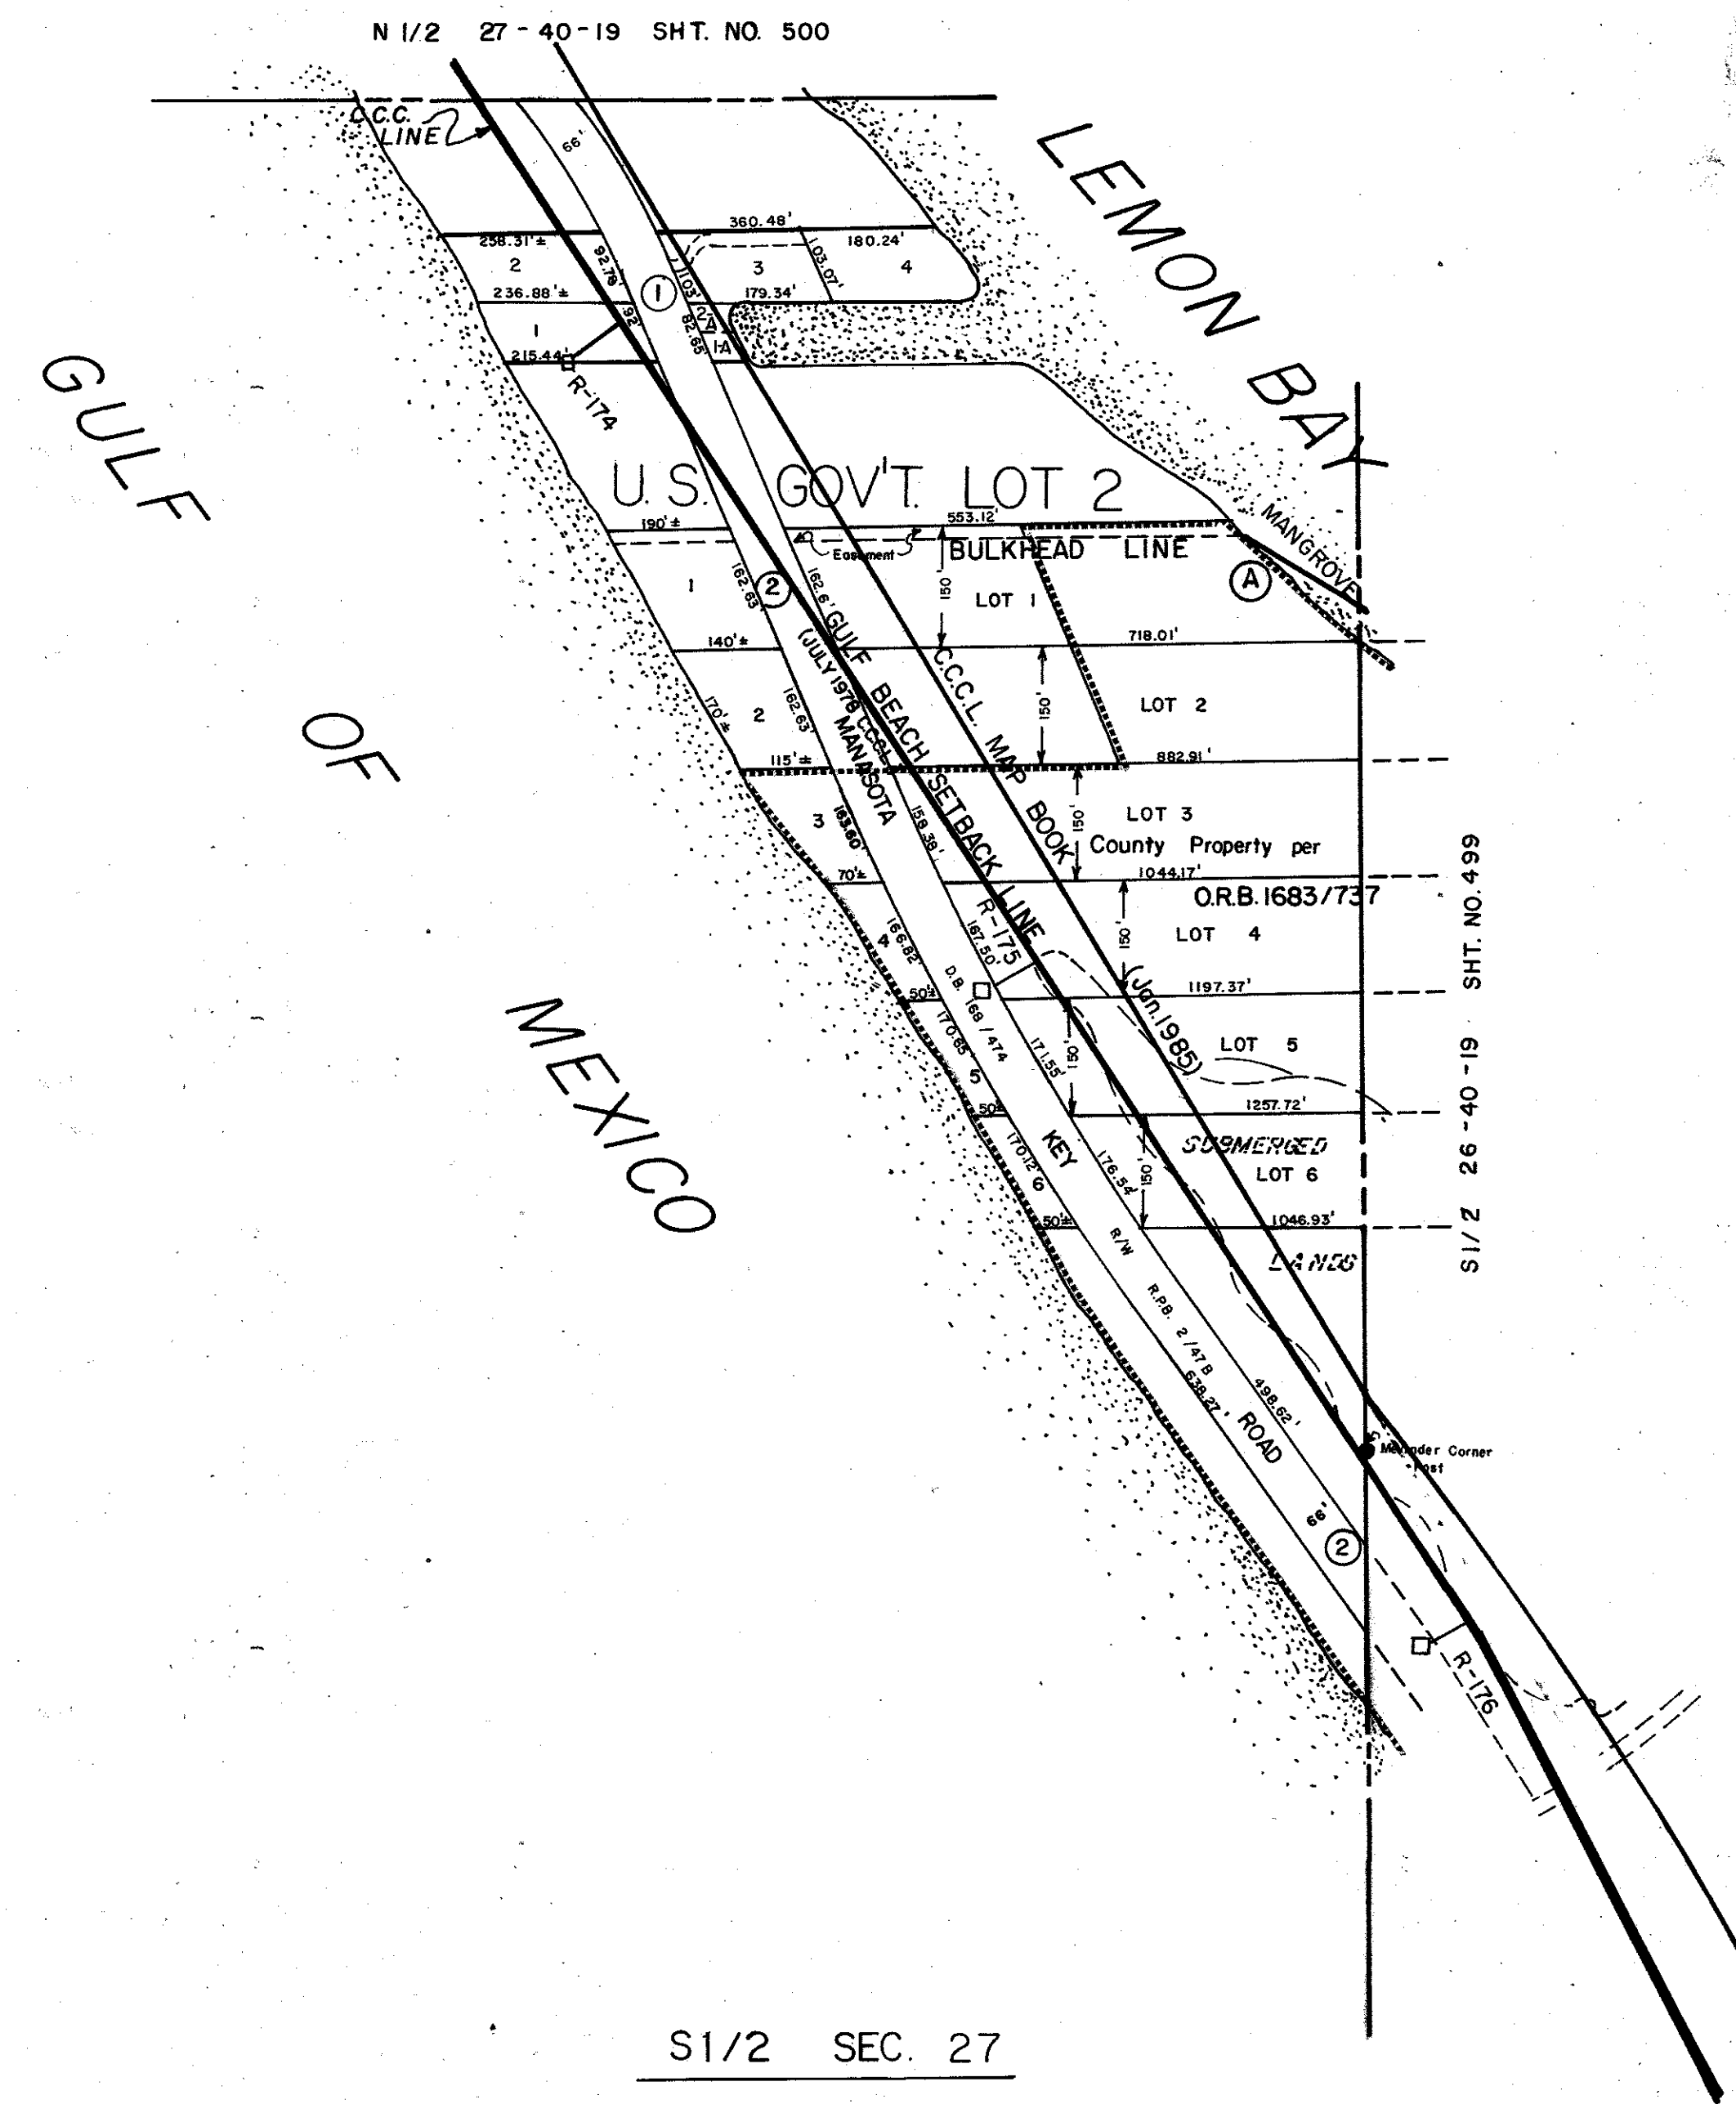 N 1/2 27-40-19 SHT. NO. 500
C.C.C.
LINE
LEMON BAY
66'
360.48'
258.31'±
180.24'
2
92.78'
103.07'
3
4
1
103'
236.88'±
179.34'
1
92'
2-A
82.65'
1-A
215.44'
R-174
GULF
OF
MEXICO
U.S. GOV'T. LOT 2
190'±
553.12'
Easement
BULKHEAD LINE
MANGROVE
A
1
162.63'
2
162.6'
150'
LOT 1
140'±
718.01'
GULF BEACH SETBACK LINE
(JULY 1978 C.C.C.L.
C.C.C.L. MAP BOOK (Jan. 1985)
MANASOTA
170'±
2
162.63'
150'
LOT 2
115'±
882.91'
3
163.60'
158.38'
150'
LOT 3
County Property per
70'±
1044.17'
O.R.B. 1683/737
4
166.82'
167.50'
R-175
150'
LOT 4
D.B. 168/474
50'±
1197.37'
170.65'
5
171.55'
150'
LOT 5
50'±
1257.72'
KEY
SUBMERGED
170.12'
6
176.54'
150'
LOT 6
50'±
1046.93'
R/W
LANDS
S1/2 26-40-19 SHT. NO. 499
R.P.B. 2/47B
638.27'
498.62'
ROAD
Meander Corner
Post
66'
2
R-176
S1/2 SEC. 27